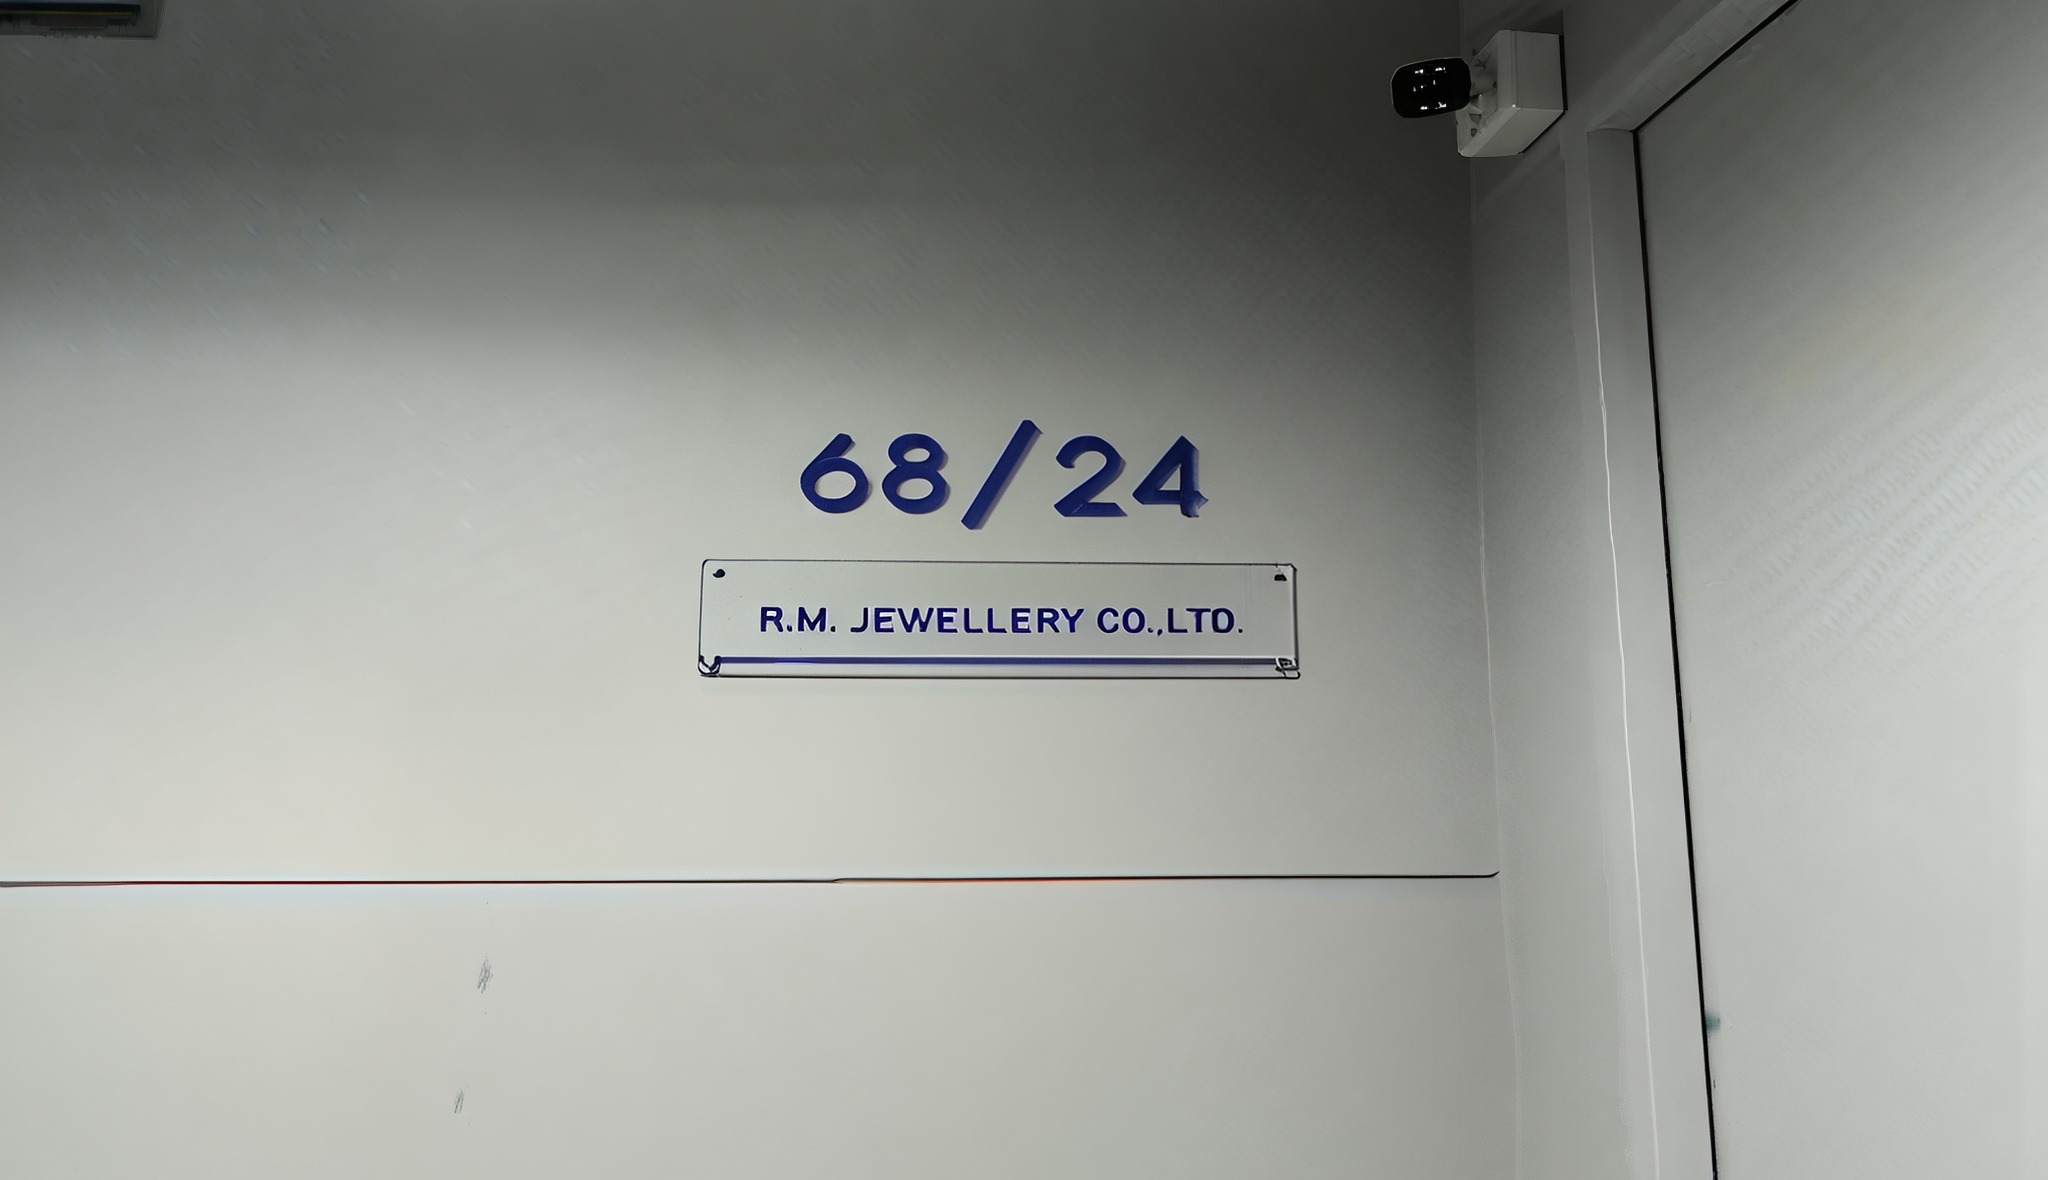 68/24
R.M. JEWELLERY CO.,LTD.